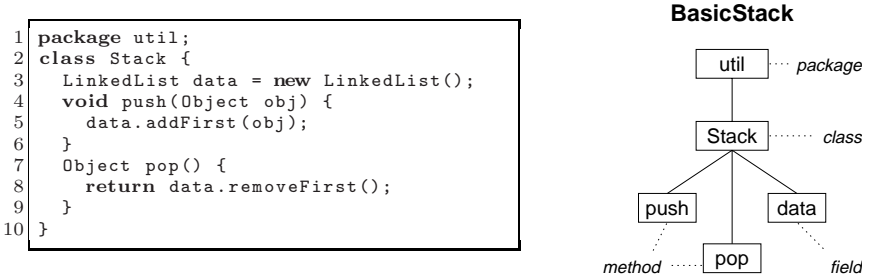 1 package util;
2 class Stack {
3   LinkedList data = new LinkedList();
4   void push(Object obj) {
5     data.addFirst(obj);
6   }
7   Object pop() {
8     return data.removeFirst();
9   }
10 }
BasicStack
util package
Stack class
push data
method pop field